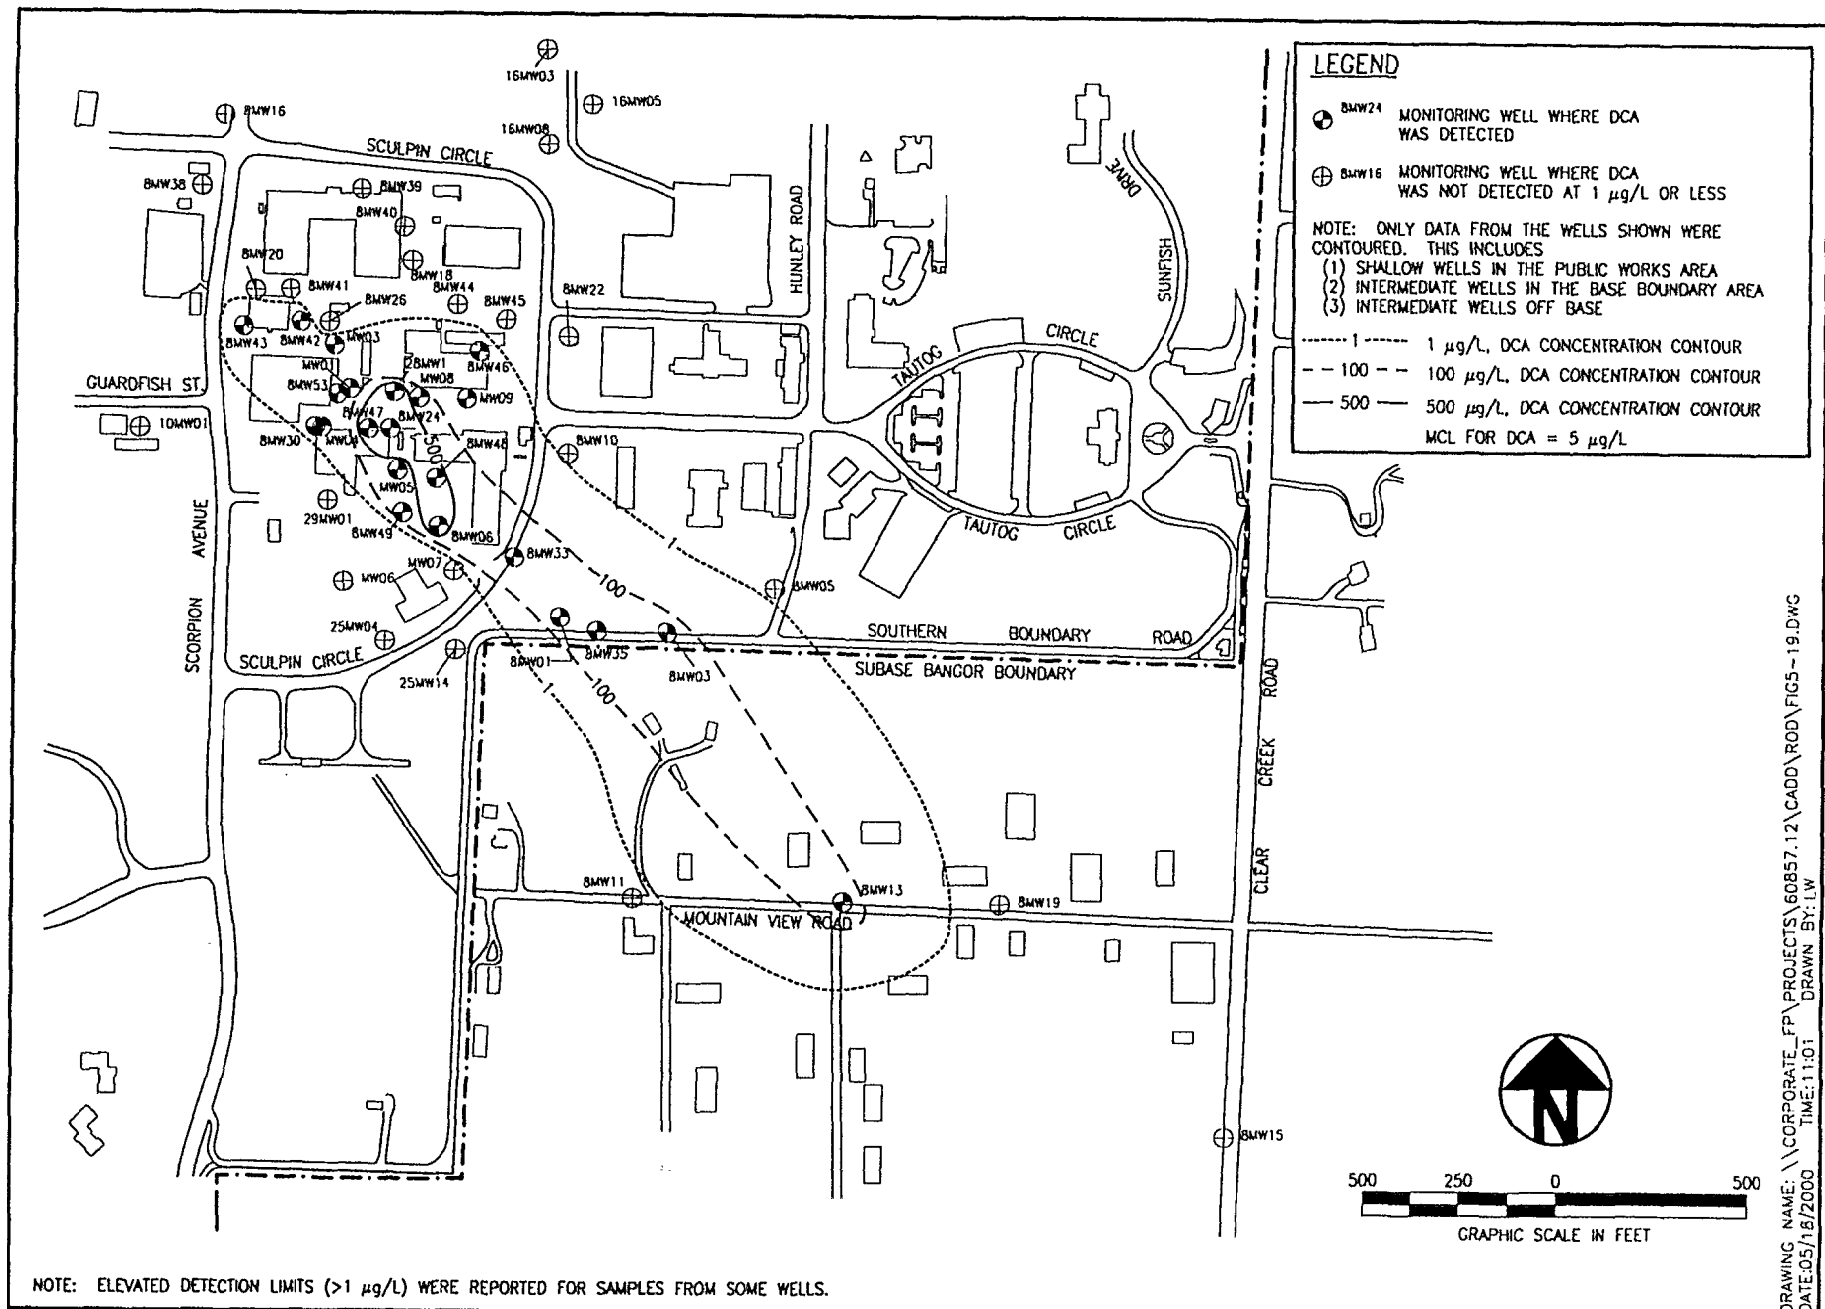 LEGEND
8MW24 MONITORING WELL WHERE DCA
WAS DETECTED
8MW16 MONITORING WELL WHERE DCA
WAS NOT DETECTED AT 1 µg/L OR LESS
NOTE: ONLY DATA FROM THE WELLS SHOWN WERE
CONTOURED. THIS INCLUDES
(1) SHALLOW WELLS IN THE PUBLIC WORKS AREA
(2) INTERMEDIATE WELLS IN THE BASE BOUNDARY AREA
(3) INTERMEDIATE WELLS OFF BASE
1 1 µg/L, DCA CONCENTRATION CONTOUR
100 100 µg/L, DCA CONCENTRATION CONTOUR
500 500 µg/L, DCA CONCENTRATION CONTOUR
MCL FOR DCA = 5 µg/L
16MW03
16MW05
8MW16
16MW08
SCULPIN CIRCLE
8MW38
8MW39
8MW40
HUNLEY ROAD
DRIVE
SUNFISH
8MW20
8MW18
8MW41
8MW44
8MW26
8MW45
8MW22
8MW43
8MW42
MW03
MW01
28MW1
8MW46
TAUTOG
CIRCLE
GUARDFISH ST.
8MW53
MW08
MW09
8MW47
8MW24
10MW01
8MW30
MW04
500
8MW48
8MW10
MW05
29MW01
8MW49
8MW06
TAUTOG
CIRCLE
SCORPION AVENUE
MW07
8MW33
1
MW06
100
8MW05
25MW04
SCULPIN CIRCLE
SOUTHERN BOUNDARY ROAD
25MW14
8MW01
8MW35
8MW03
SUBASE BANGOR BOUNDARY
1
100
CLEAR CREEK ROAD
8MW11
8MW13
8MW19
MOUNTAIN VIEW ROAD
8MW15
N
500 250 0 500
GRAPHIC SCALE IN FEET
NOTE: ELEVATED DETECTION LIMITS (>1 µg/L) WERE REPORTED FOR SAMPLES FROM SOME WELLS.
DRAWING NAME: \\CORPORATE_FP\PROJECTS\60857.12\CADD\ROD\FIG5-19.DWG
DATE:05/18/2000 TIME:11:01 DRAWN BY: LW